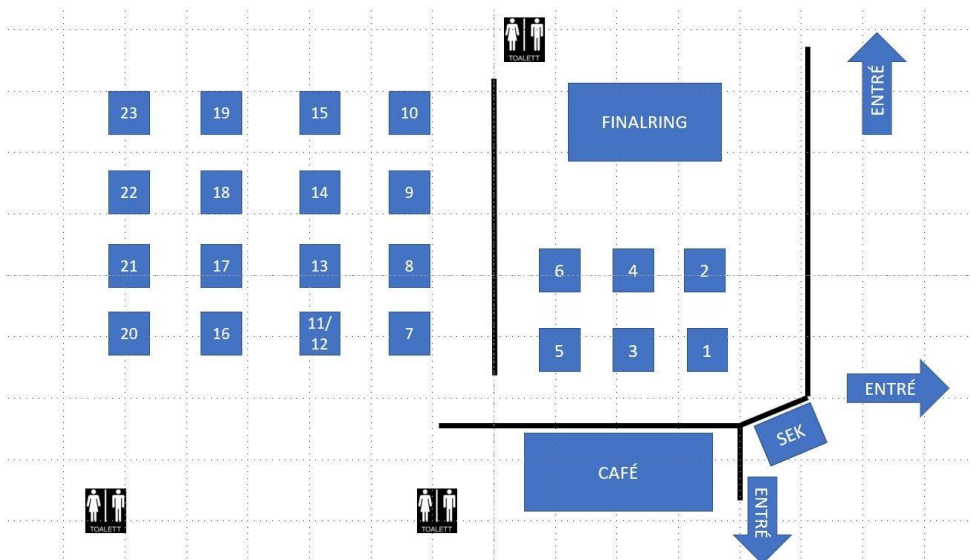 TOALETT
ENTRÉ
23 19 15 10
FINALRING
22 18 14 9
21 17 13 8
6 4 2
20 16 11/
12
7
5 3 1
ENTRÉ
SEK
CAFÉ
ENTRÉ
TOALETT
TOALETT